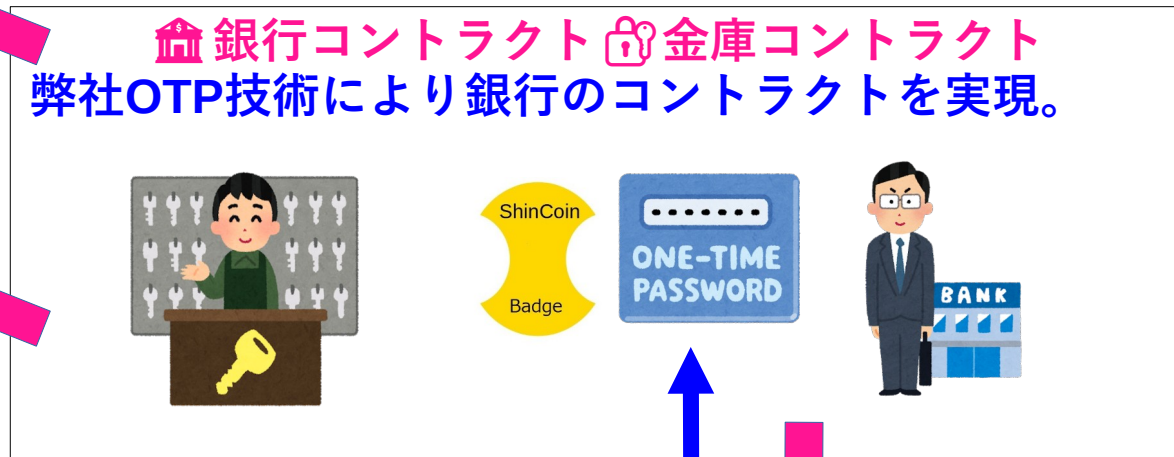 銀行コントラクト 金庫コントラクト
弊社OTP技術により銀行のコントラクトを実現。
ShinCoin
Badge
ONE-TIME
PASSWORD
BANK